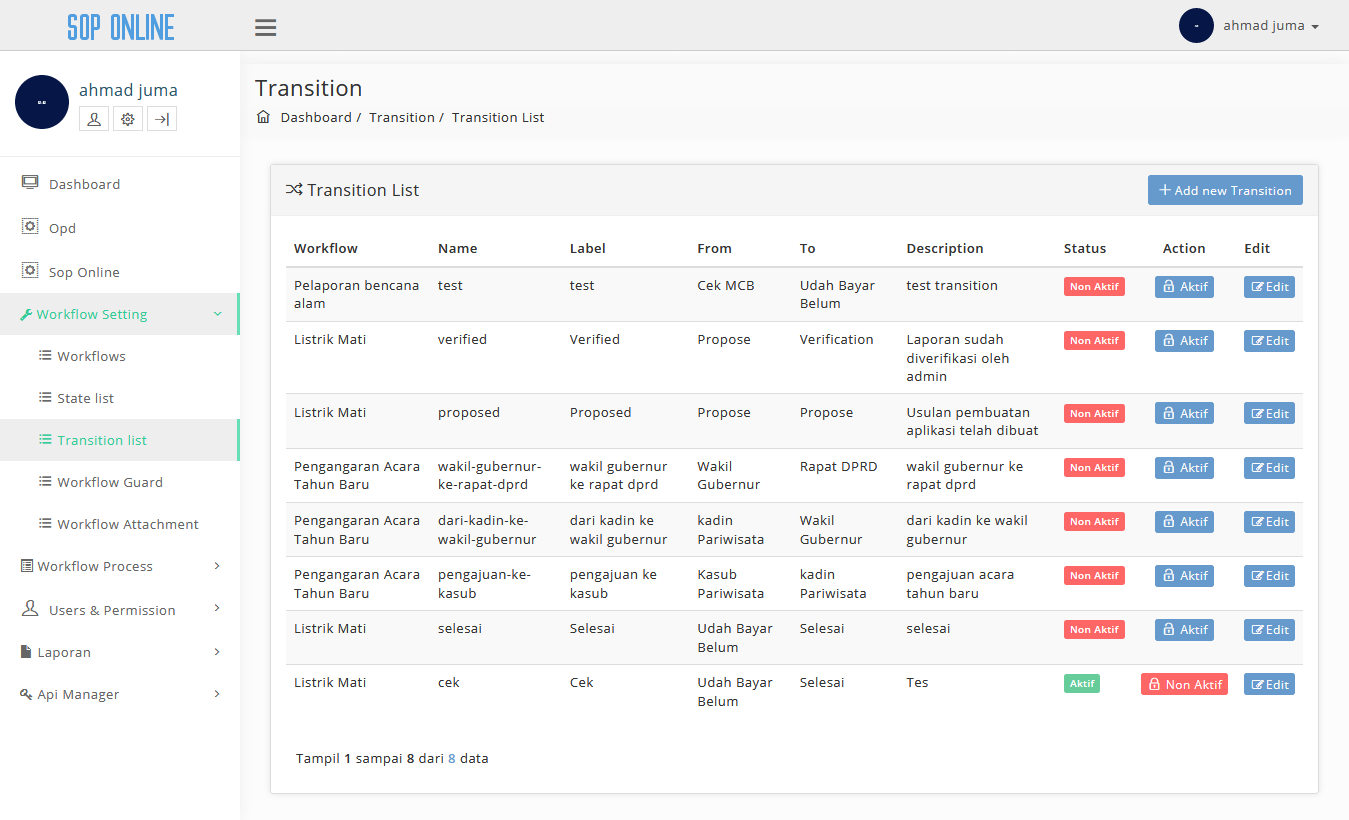 SOP ONLINE
ahmad juma
ahmad juma
Dashboard
Opd
Sop Online
Workflow Setting
Workflows
State list
Transition list
Workflow Guard
Workflow Attachment
Workflow Process
Users & Permission
Laporan
Api Manager
Transition
Dashboard / Transition / Transition List
Transition List
+ Add new Transition
Workflow Name Label From To Description Status Action Edit
Pelaporan bencana test test Cek MCB Udah Bayar test transition Non Aktif Aktif Edit
alam Belum
Listrik Mati verified Verified Propose Verification Laporan sudah Non Aktif Aktif Edit
diverifikasi oleh
admin
Listrik Mati proposed Proposed Propose Propose Usulan pembuatan Non Aktif Aktif Edit
aplikasi telah dibuat
Pengangaran Acara wakil-gubernur- wakil gubernur Wakil Rapat DPRD wakil gubernur ke Non Aktif Aktif Edit
Tahun Baru ke-rapat-dprd ke rapat dprd Gubernur rapat dprd
Pengangaran Acara dari-kadin-ke- dari kadin ke kadin Wakil dari kadin ke wakil Non Aktif Aktif Edit
Tahun Baru wakil-gubernur wakil gubernur Pariwisata Gubernur gubernur
Pengangaran Acara pengajuan-ke- pengajuan ke Kasub kadin pengajuan acara Non Aktif Aktif Edit
Tahun Baru kasub kasub Pariwisata Pariwisata tahun baru
Listrik Mati selesai Selesai Udah Bayar Selesai selesai Non Aktif Aktif Edit
Belum
Listrik Mati cek Cek Udah Bayar Selesai Tes Aktif Non Aktif Edit
Belum
Tampil 1 sampai 8 dari 8 data